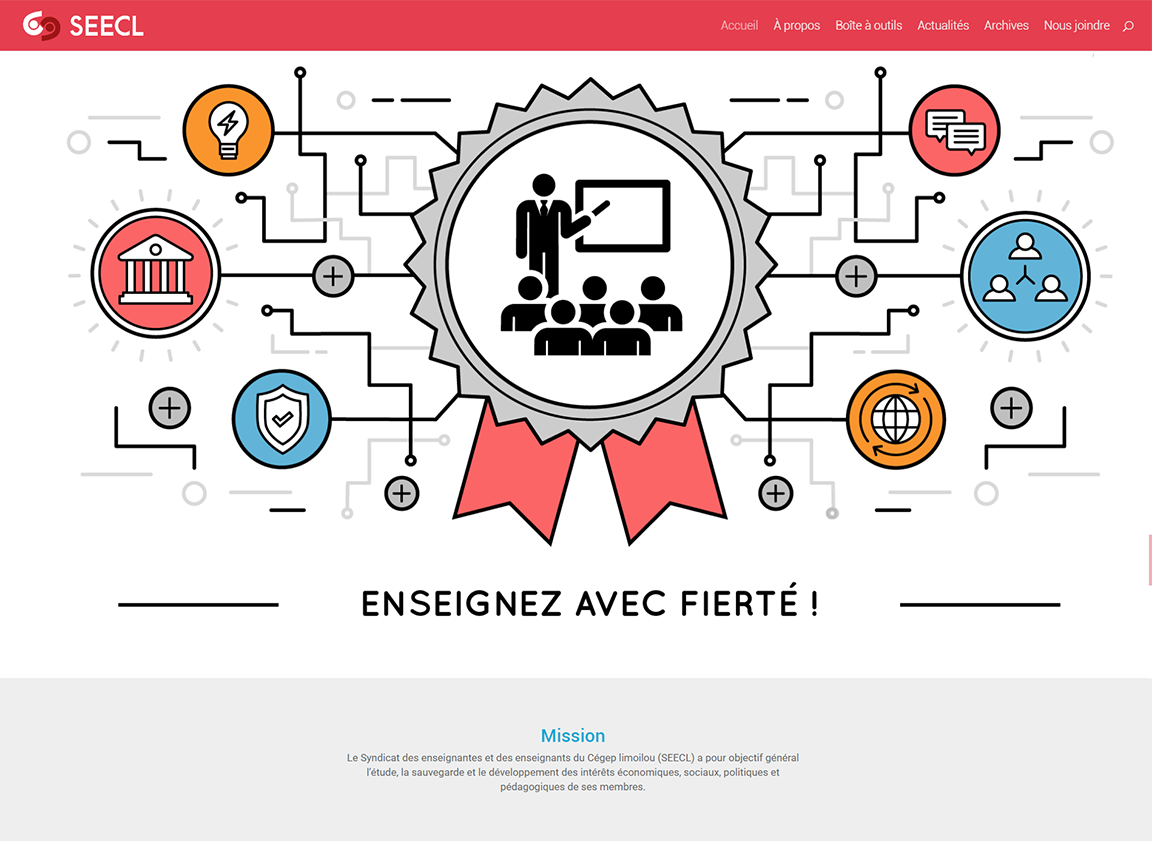 SEECL
Accueil À propos Boîte à outils Actualités Archives Nous joindre
ENSEIGNEZ AVEC FIERTÉ !
Mission
Le Syndicat des enseignantes et des enseignants du Cégep limoilou (SEECL) a pour objectif général
l'étude, la sauvegarde et le développement des intérêts économiques, sociaux, politiques et
pédagogiques de ses membres.